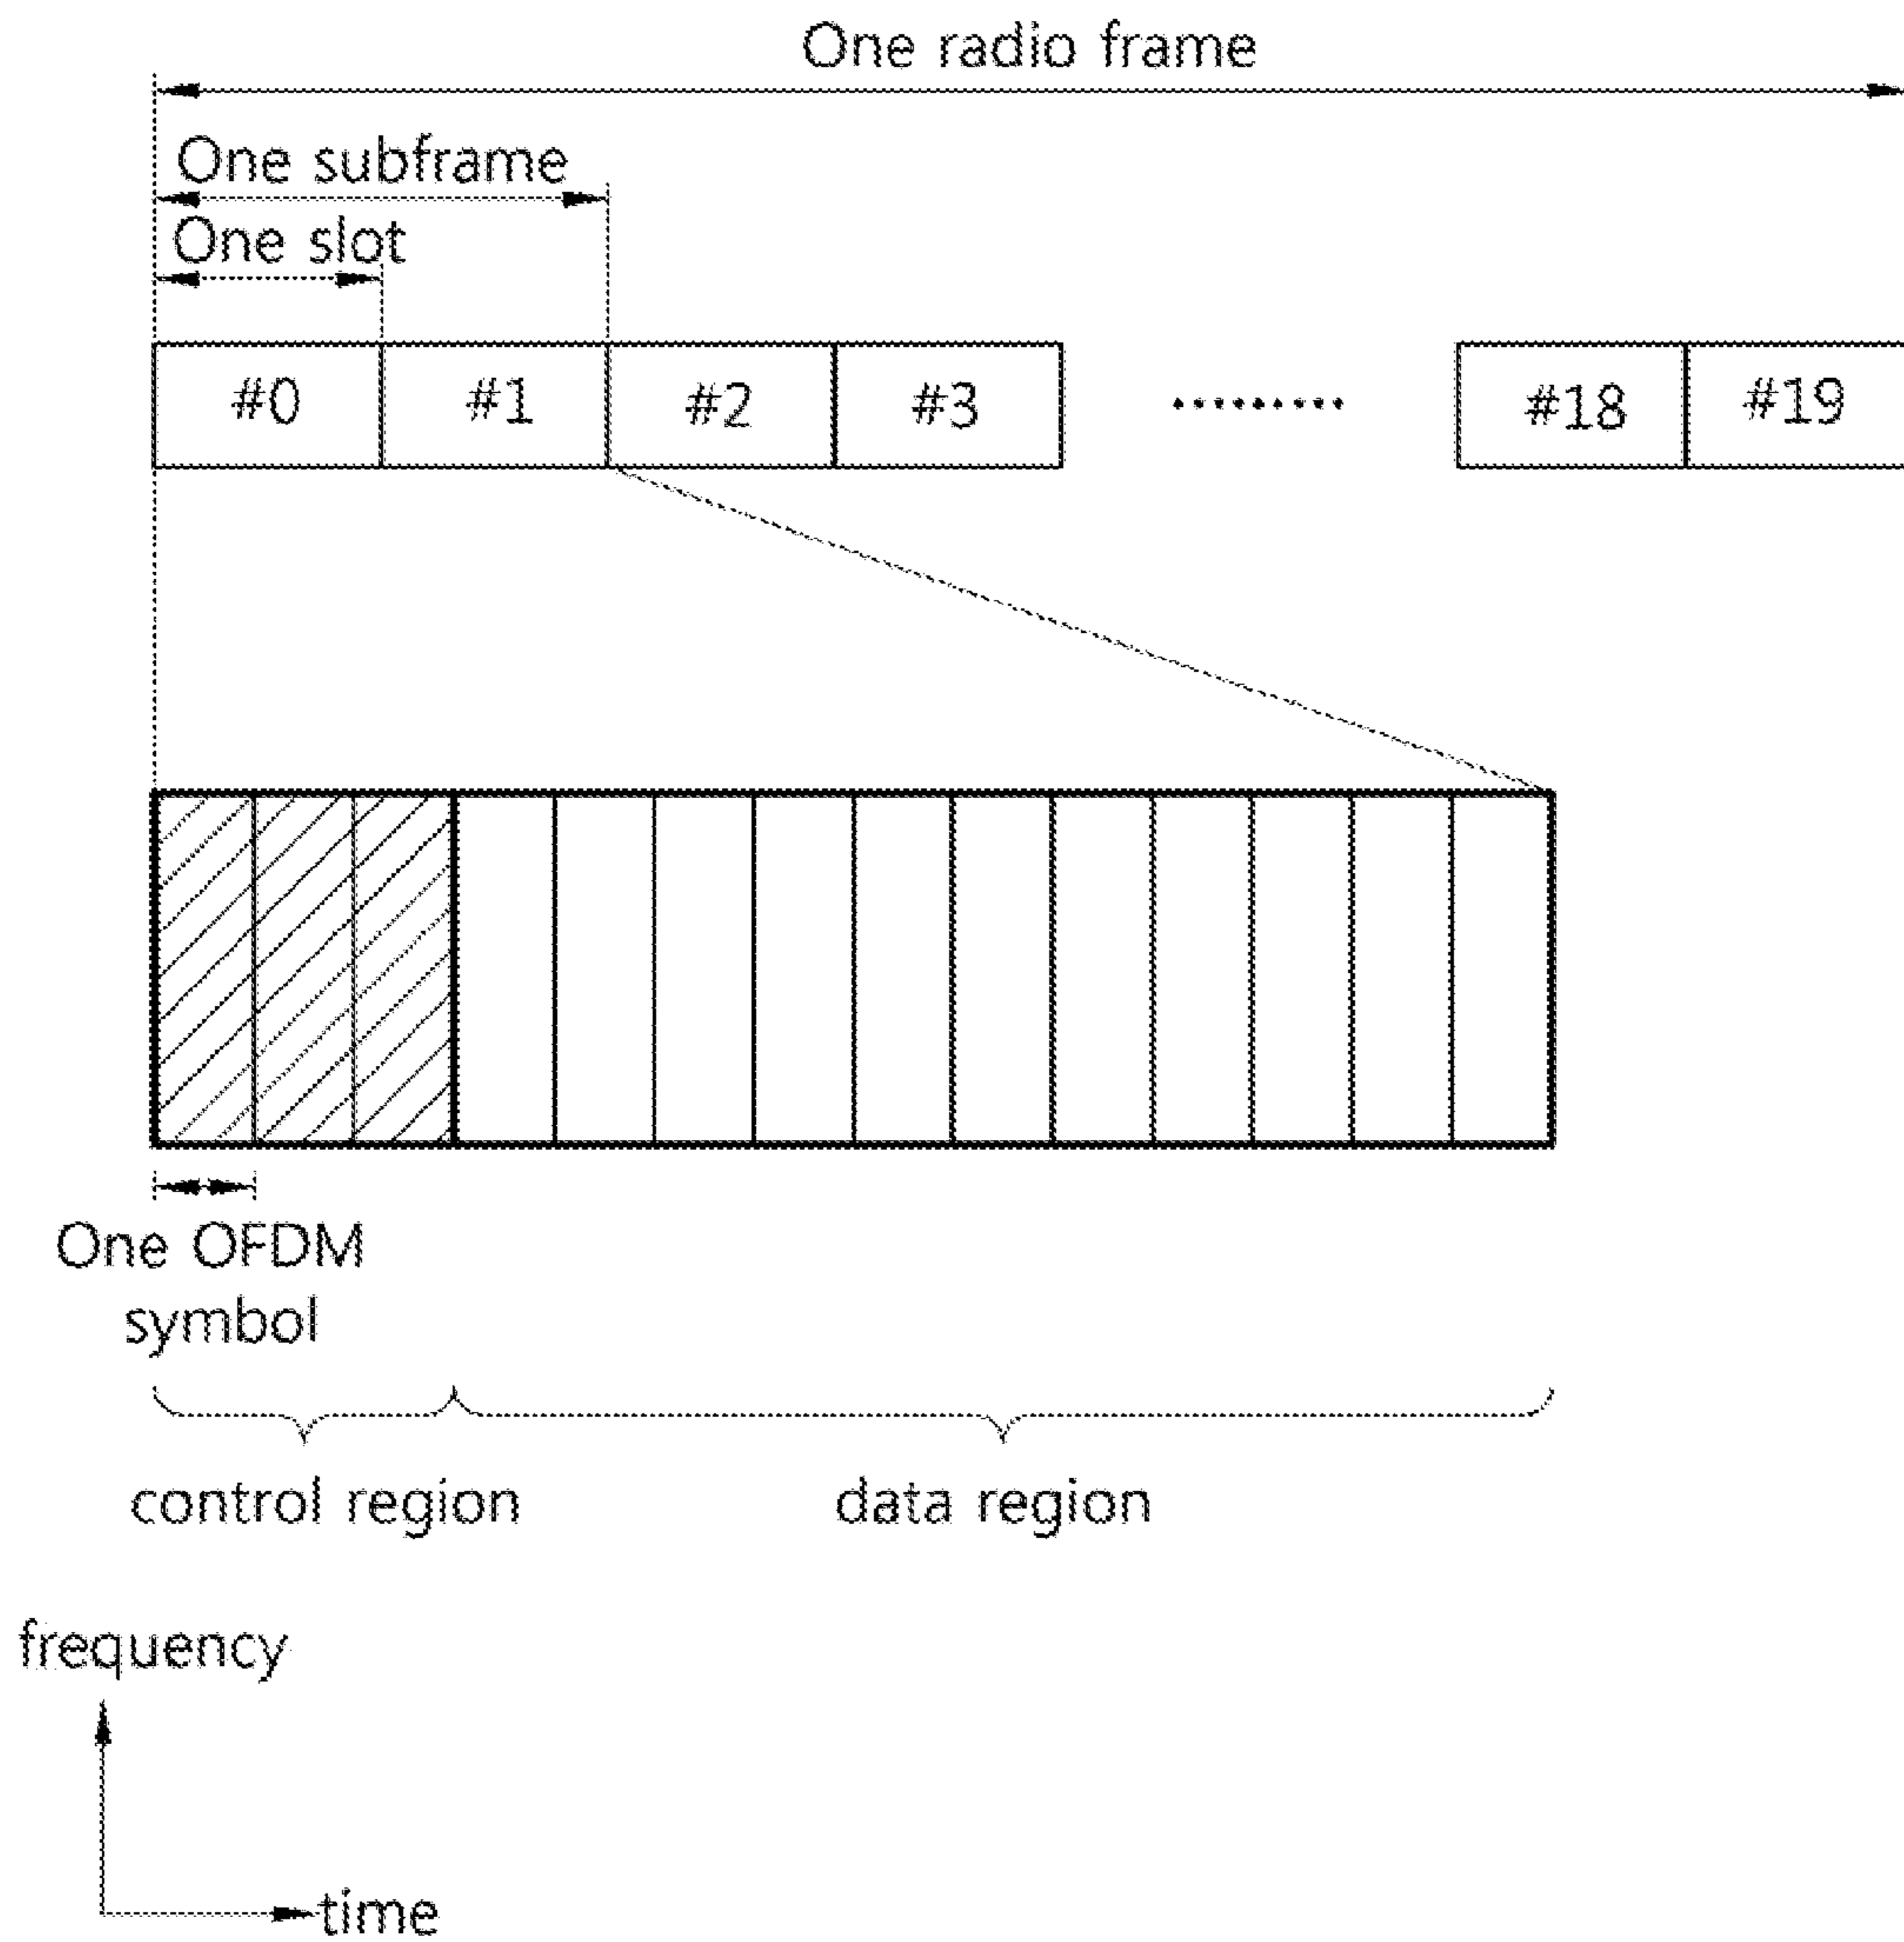 One radio frame
One subframe
One slot
#0 #1 #2 #3 ......... #18 #19
One OFDM
symbol
control region data region
frequency
time